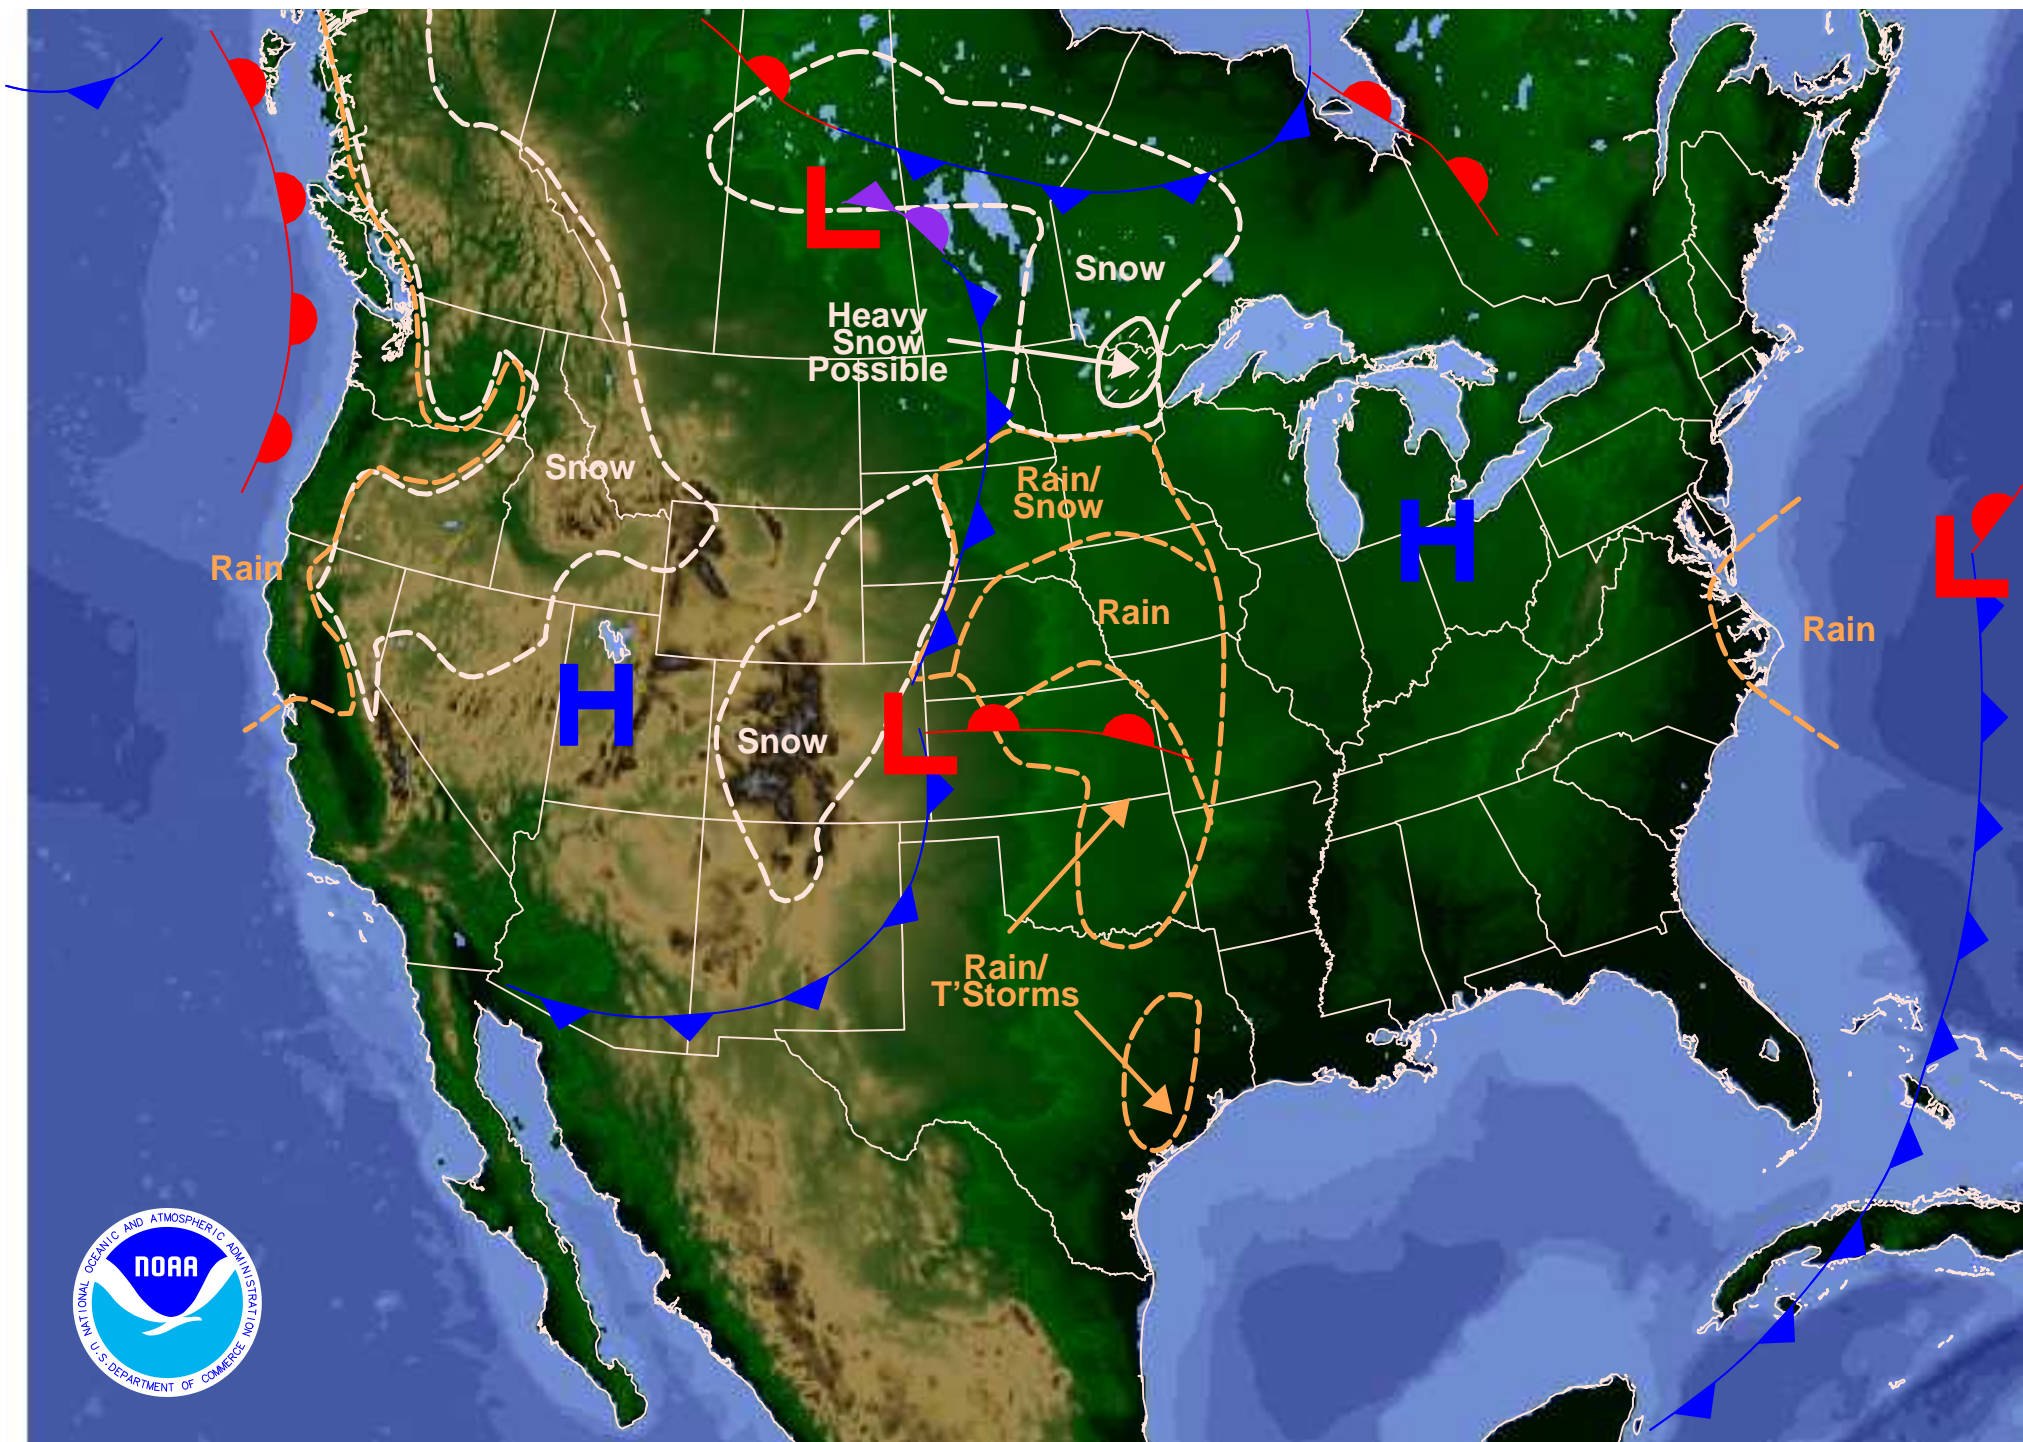 Snow
Heavy
Snow
Possible
Snow
Rain/
Snow
Rain
Rain
H
Rain
L
L
H
Snow
L
Rain/
T’Storms
NOAA
NATIONAL OCEANIC AND ATMOSPHERIC ADMINISTRATION
U.S. DEPARTMENT OF COMMERCE